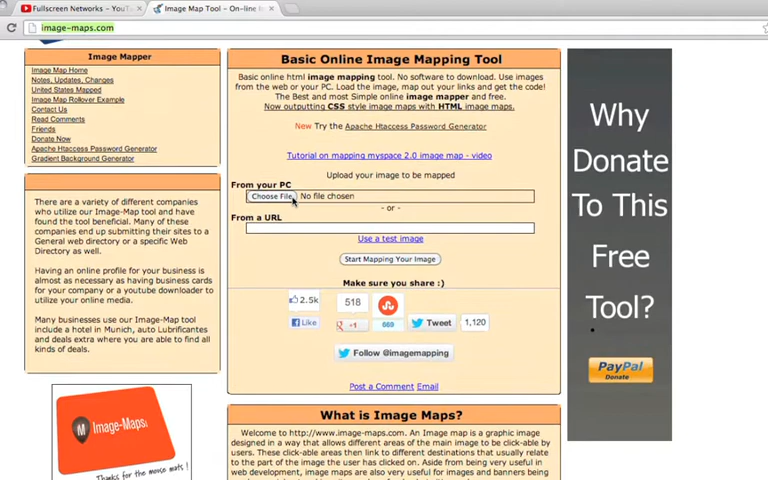 Fullscreen Networks – YouT
Image Map Tool – On-line I
image-maps.com
Image Mapper
Image Map Home
Notes, Updates, Changes
United States Mapped
Image Map Rollover Example
Contact Us
Read Comments
Friends
Donate Now
Apache Htaccess Password Generator
Gradient Background Generator
There are a variety of different companies
who utilize our Image-Map tool and have
found the tool beneficial. Many of these
companies end up submitting their sites to a
General web directory or a specific Web
Directory as well.
Having an online profile for your business is
almost as necessary as having business cards
for your company or a youtube downloader to
utilize your online media.
Many businesses use our Image-Map tool
include a hotel in Munich, auto Lubrificantes
and deals extra where you are able to find all
kinds of deals.
Image-Maps
Thanks for the mouse mats !
Basic Online Image Mapping Tool
Basic online html image mapping tool. No software to download. Use images
from the web or your PC. Load the image, map out your links and get the code!
The Best and most Simple online image mapper and free.
Now outputting CSS style image maps with HTML image maps.
New Try the Apache Htaccess Password Generator
Tutorial on mapping myspace 2.0 image map - video
Upload your image to be mapped
From your PC
Choose File No file chosen
- or -
From a URL
Use a test image
Start Mapping Your Image
Make sure you share :)
2.5k
518
Like
+1
869
Tweet
1,120
Follow @imagemapping
Post a Comment Email
What is Image Maps?
Welcome to http://www.image-maps.com. An Image map is a graphic image
designed in a way that allows different areas of the main image to be click-able by
users. These click-able areas then link to different destinations that usually relate
to the part of the image the user has clicked on. Aside from being very useful in
web development, image maps are also very useful for images and banners being
Why
Donate
To This
Free
Tool?
PayPal
Donate